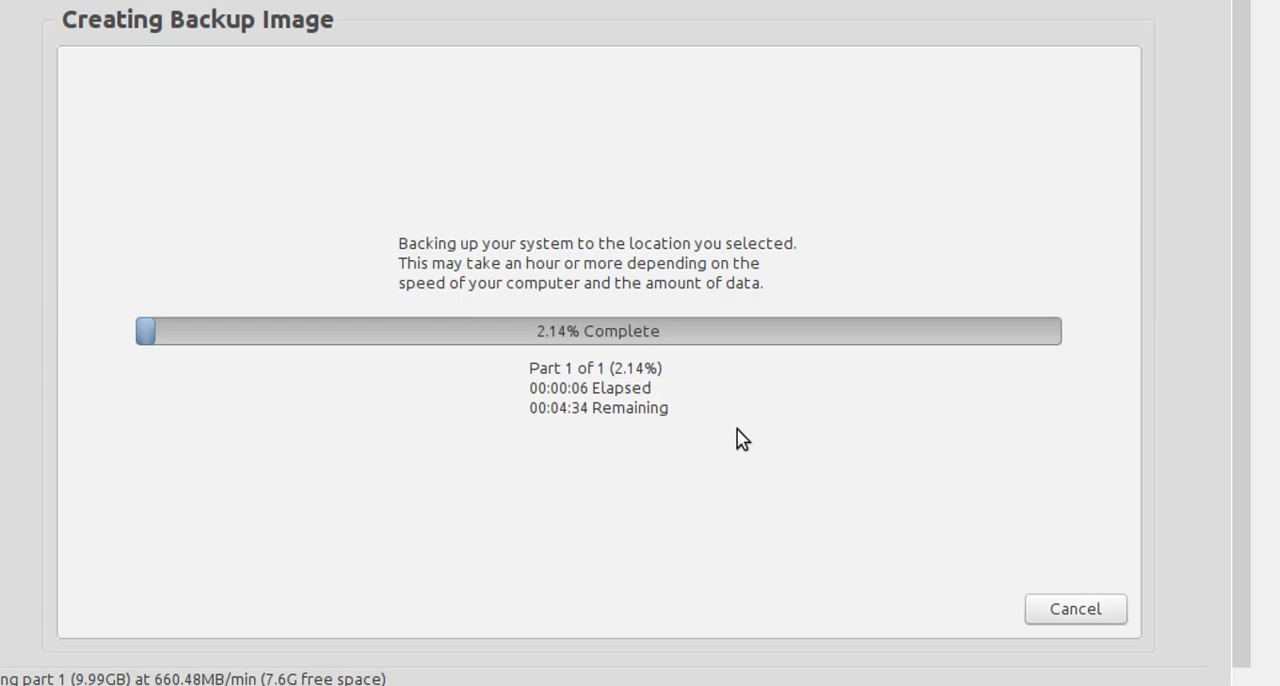 Creating Backup Image
Backing up your system to the location you selected.
This may take an hour or more depending on the
speed of your computer and the amount of data.
2.14% Complete
Part 1 of 1 (2.14%)
00:00:06 Elapsed
00:04:34 Remaining
Cancel
ng part 1 (9.99GB) at 660.48MB/min (7.6G free space)